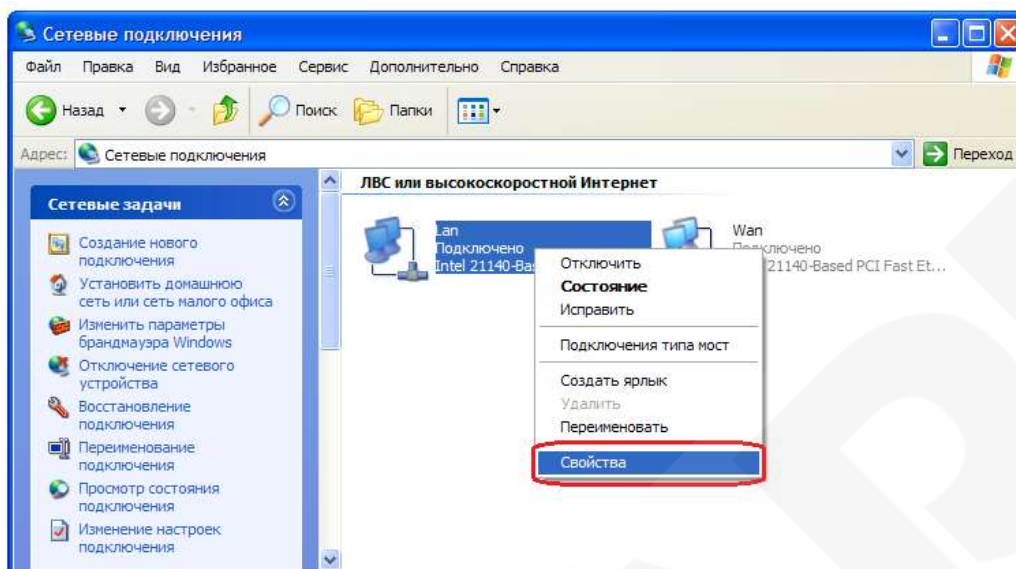 Сетевые подключения
Файл Правка Вид Избранное Сервис Дополнительно Справка
Назад Поиск Папки
Адрес: Сетевые подключения Переход
Сетевые задачи
Создание нового
подключения
Установить домашнюю
сеть или сеть малого офиса
Изменить параметры
брандмауэра Windows
Отключение сетевого
устройства
Восстановление
подключения
Переименование
подключения
Просмотр состояния
подключения
Изменение настроек
подключения
ЛВС или высокоскоростной Интернет
Lan
Подключено
Intel 21140-Bas
Wan
Подключено
21140-Based PCI Fast Et...
Отключить
Состояние
Исправить
Подключения типа мост
Создать ярлык
Удалить
Переименовать
Свойства